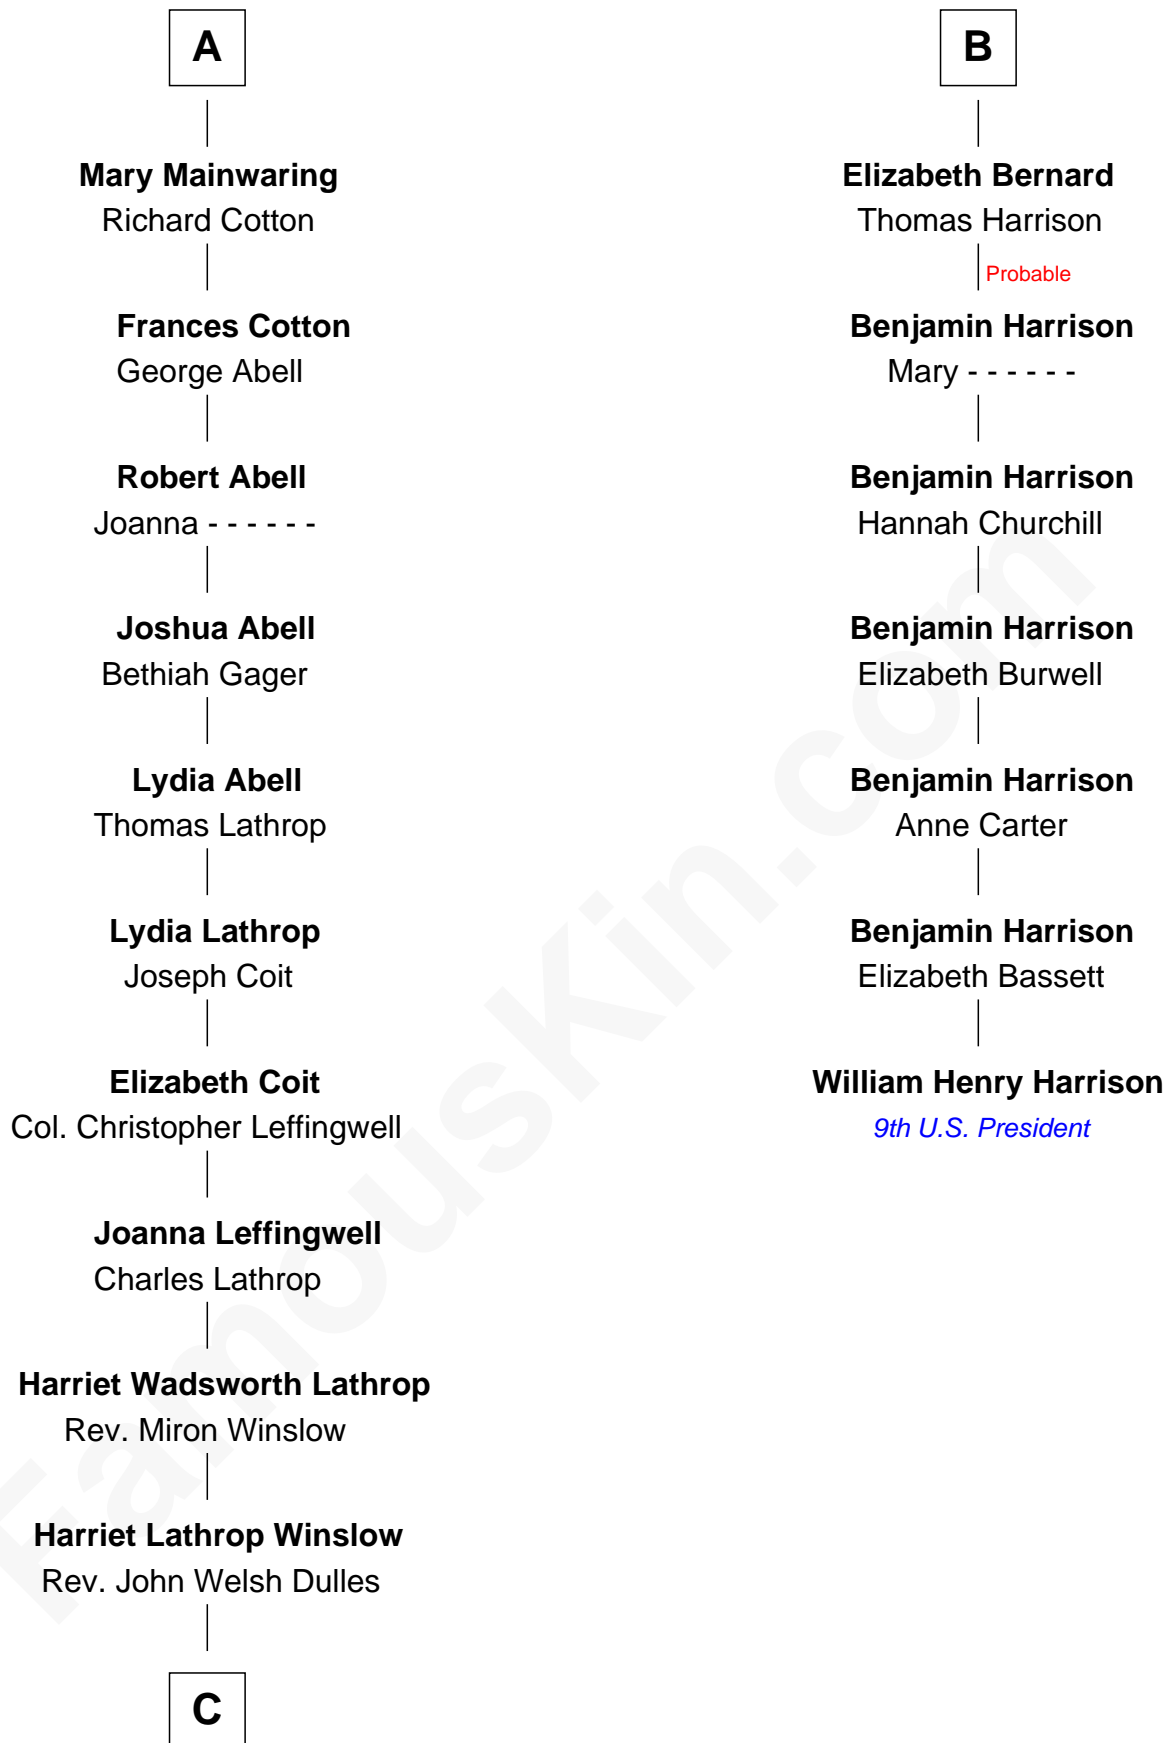 A
Mary Mainwaring
Richard Cotton
Frances Cotton
George Abell
Robert Abell
Joanna - - - - - -
Joshua Abell
Bethiah Gager
Lydia Abell
Thomas Lathrop
Lydia Lathrop
Joseph Coit
Elizabeth Coit
Col. Christopher Leffingwell
Joanna Leffingwell
Charles Lathrop
Harriet Wadsworth Lathrop
Rev. Miron Winslow
Harriet Lathrop Winslow
Rev. John Welsh Dulles
C
B
Elizabeth Bernard
Thomas Harrison
Probable
Benjamin Harrison
Mary - - - - - -
Benjamin Harrison
Hannah Churchill
Benjamin Harrison
Elizabeth Burwell
Benjamin Harrison
Anne Carter
Benjamin Harrison
Elizabeth Bassett
William Henry Harrison
9th U.S. President
FamousKin.com